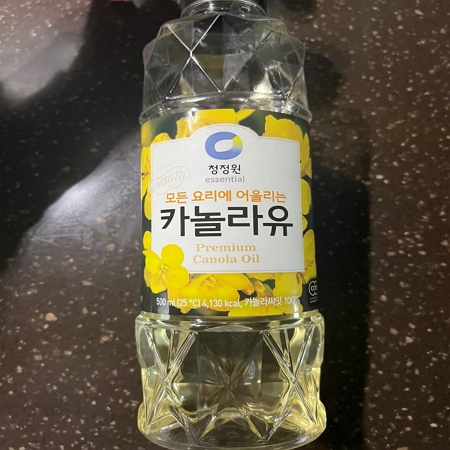 청정원
essential
모든 요리에 어울리는
카놀라유
Premium
Canola Oil
500 ml (25 ℃) 4,130 kcal, 카놀라씨앗 100%